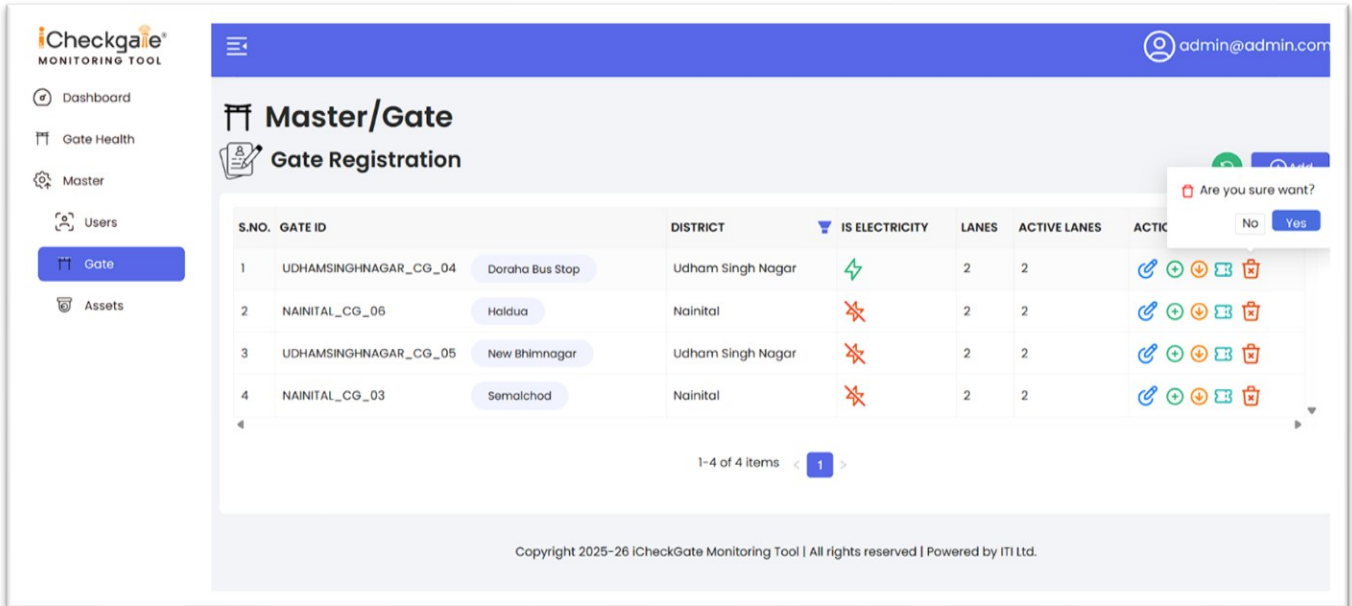 iCheckgate®
MONITORING TOOL
admin@admin.com
Dashboard
Gate Health
Master
Users
Gate
Assets
Master/Gate
Gate Registration
Add
Are you sure want?
No Yes
S.NO. GATE ID DISTRICT IS ELECTRICITY LANES ACTIVE LANES
1 UDHAMSINGHNAGAR_CG_04 Doraha Bus Stop Udham Singh Nagar 2 2
2 NAINITAL_CG_06 Haldua Nainital 2 2
3 UDHAMSINGHNAGAR_CG_05 New Bhimnagar Udham Singh Nagar 2 2
4 NAINITAL_CG_03 Semalchod Nainital 2 2
1-4 of 4 items < 1 >
Copyright 2025-26 iCheckGate Monitoring Tool | All rights reserved | Powered by ITI Ltd.